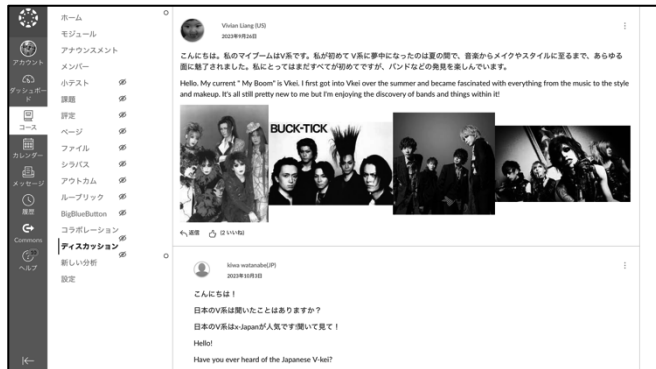 ホーム
モジュール
アナウンスメント
メンバー
小テスト
課題
評定
ページ
ファイル
シラバス
アウトカム
ルーブリック
BigBlueButton
コラボレーション
ディスカッション
新しい分析
設定
アカウント
ダッシュボー
ド
コース
カレンダー
メッセージ
履歴
Commons
ヘルプ
Vivian Liang (US)
2023年9月26日
こんにちは。私のマイブームはV系です。私が初めて V系に夢中になったのは夏の間で、音楽からメイクやスタイルに至るまで、あらゆる
面に魅了されました。私にとってはまだすべてが初めてですが、バンドなどの発見を楽しんでいます。
Hello. My current " My Boom" is Vkei. I first got into Vkei over the summer and became fascinated with everything from the music to the style
and makeup. It's all still pretty new to me but I'm enjoying the discovery of bands and things within it!
BUCK-TICK
返信 (2 いいね)
kiwa watanabe(JP)
2023年10月3日
こんにちは！
日本のV系は聞いたことはありますか？
日本のV系はx-Japanが人気です!聞いて見て！
Hello!
Have you ever heard of the Japanese V-kei?